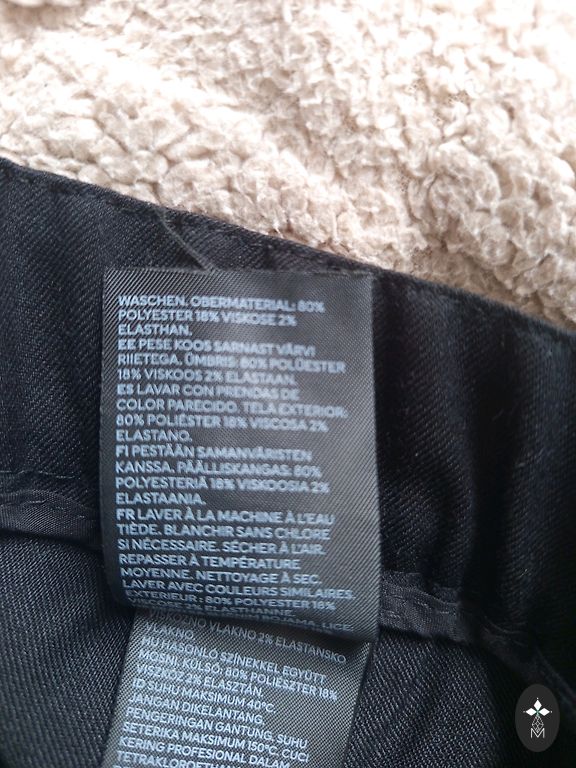 WASCHEN. OBERMATERIAL: 80%
POLYESTER 18% VISKOSE 2%
ELASTHAN.
EE PESE KOOS SARNAST VÄRVI
RIIETEGA. ÜMBRIS: 80% POLÜESTER
18% VISKOOS 2% ELASTAAN.
ES LAVAR CON PRENDAS DE
COLOR PARECIDO. TELA EXTERIOR:
80% POLIÉSTER 18% VISCOSA 2%
ELASTANO.
FI PESTÄÄN SAMANVÄRISTEN
KANSSA. PÄÄLLISKANGAS: 80%
POLYESTERIÄ 18% VISKOOSIA 2%
ELASTAANIA.
FR LAVER À LA MACHINE À L'EAU
TIÈDE. BLANCHIR SANS CHLORE
SI NÉCESSAIRE. SÉCHER À L'AIR.
REPASSER À TEMPÉRATURE
MOYENNE. NETTOYAGE À SEC.
LAVER AVEC COULEURS SIMILAIRES.
EXTÉRIEUR : 80% POLYESTER 18%
2%
LICE:
VLAKNO 2% ELASTANSKO
VLAKNO
HU HASONLÓ SZÍNEKKEL EGYÜTT
MOSNI. KÜLSŐ: 80% POLIÉSZTER 18%
VISZKÓZ 2% ELASZTÁN.
ID SUHU MAKSIMUM 40°C
JANGAN DIKELANTANG.
PENGERINGAN GANTUNG. SUHU
SETERIKA MAKSIMUM 150°C. CUCI
KERING PROFESIONAL DALAM
M